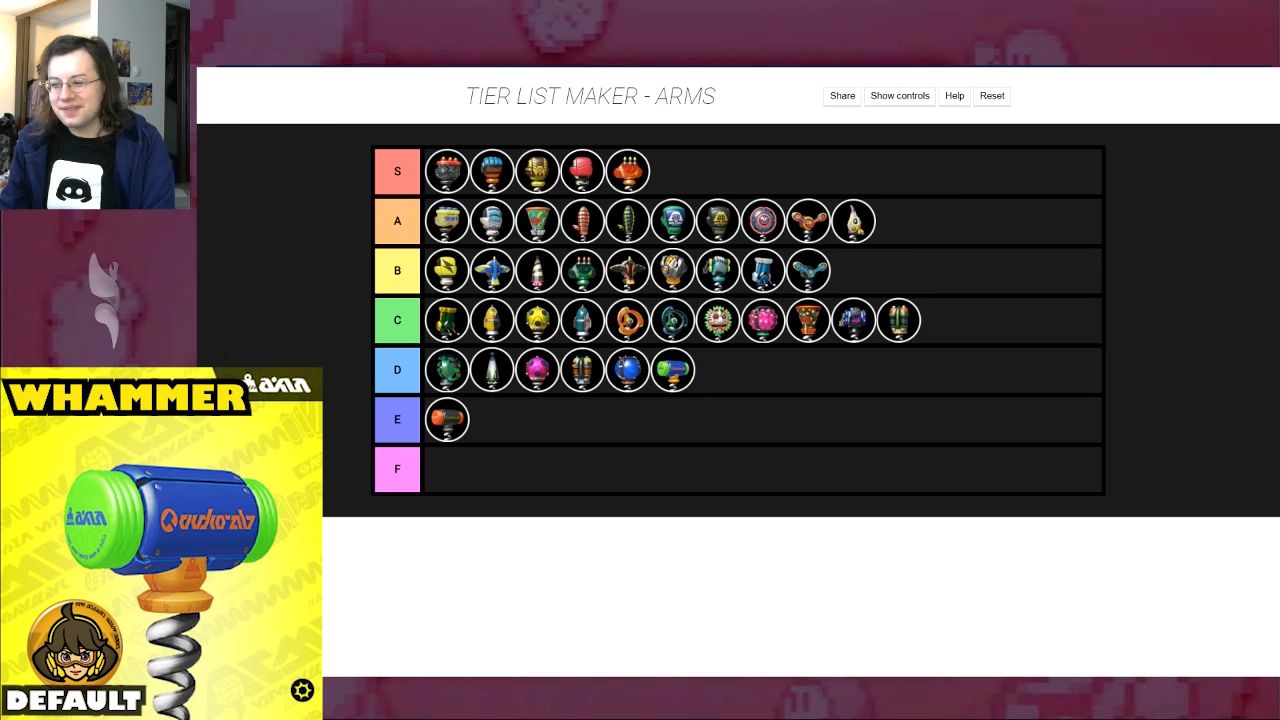 TIER LIST MAKER - ARMS
Share
Show controls
Help
Reset
S
A
B
C
D
E
F
WHAMMER
DEFAULT